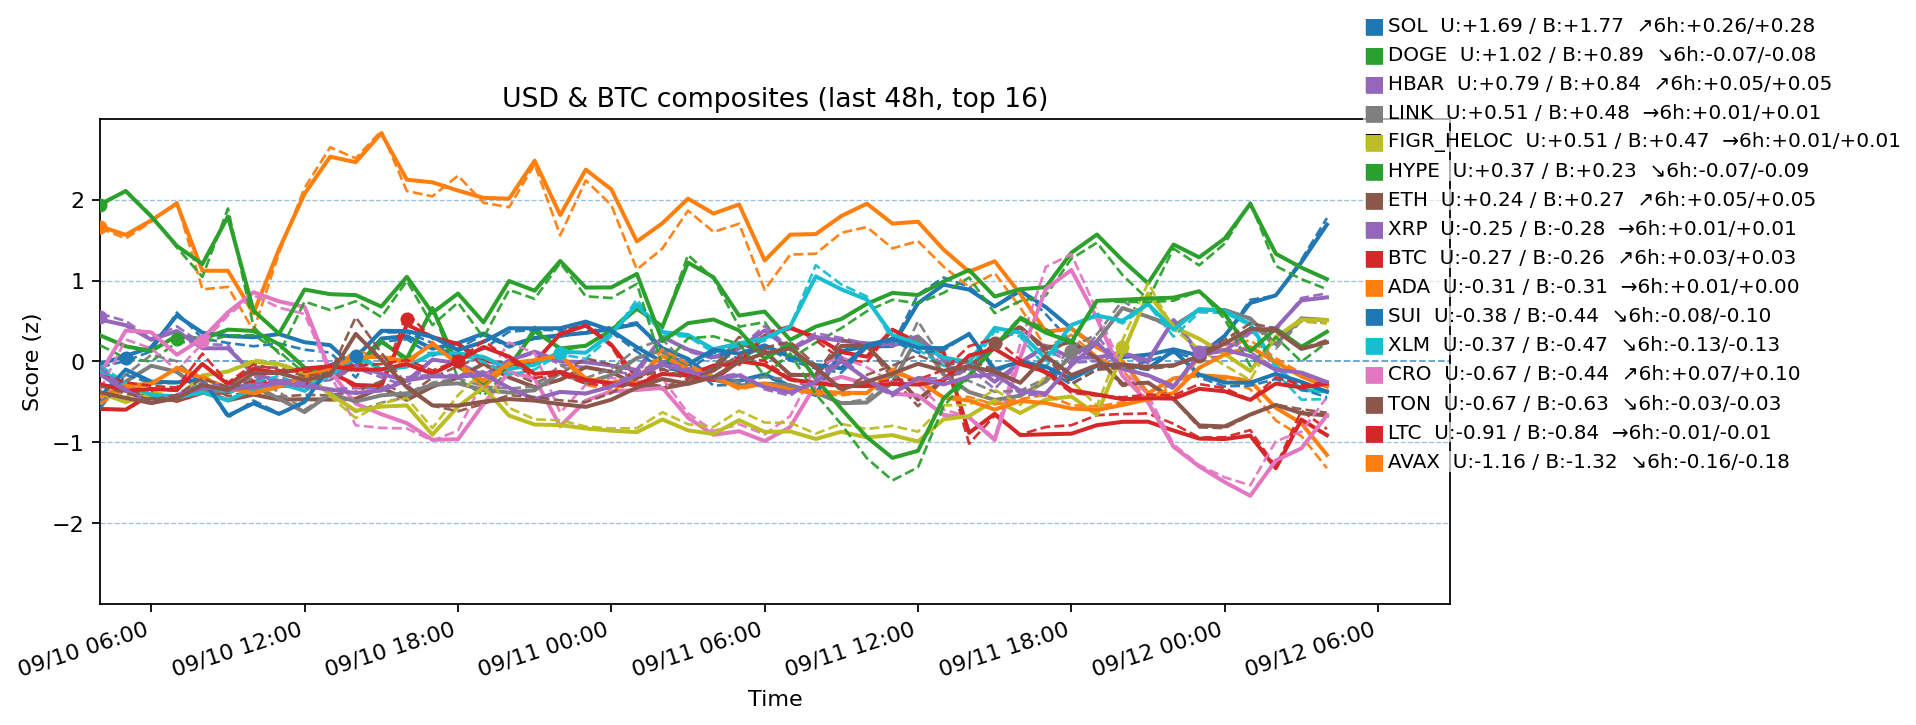 SOL  U:+1.69 / B:+1.77  ↗6h:+0.26/+0.28
DOGE  U:+1.02 / B:+0.89  ↘6h:-0.07/-0.08
HBAR  U:+0.79 / B:+0.84  ↗6h:+0.05/+0.05
LINK  U:+0.51 / B:+0.48  →6h:+0.01/+0.01
FIGR_HELOC  U:+0.51 / B:+0.47  →6h:+0.01/+0.01
HYPE  U:+0.37 / B:+0.23  ↘6h:-0.07/-0.09
ETH  U:+0.24 / B:+0.27  ↗6h:+0.05/+0.05
XRP  U:-0.25 / B:-0.28  →6h:+0.01/+0.01
BTC  U:-0.27 / B:-0.26  ↗6h:+0.03/+0.03
ADA  U:-0.31 / B:-0.31  →6h:+0.01/+0.00
SUI  U:-0.38 / B:-0.44  ↘6h:-0.08/-0.10
XLM  U:-0.37 / B:-0.47  ↘6h:-0.13/-0.13
CRO  U:-0.67 / B:-0.44  ↗6h:+0.07/+0.10
TON  U:-0.67 / B:-0.63  ↘6h:-0.03/-0.03
LTC  U:-0.91 / B:-0.84  →6h:-0.01/-0.01
AVAX  U:-1.16 / B:-1.32  ↘6h:-0.16/-0.18
USD & BTC composites (last 48h, top 16)
Score (z)
2
1
0
−1
−2
09/10 06:00
09/10 12:00
09/10 18:00
09/11 00:00
09/11 06:00
09/11 12:00
09/11 18:00
09/12 00:00
09/12 06:00
Time